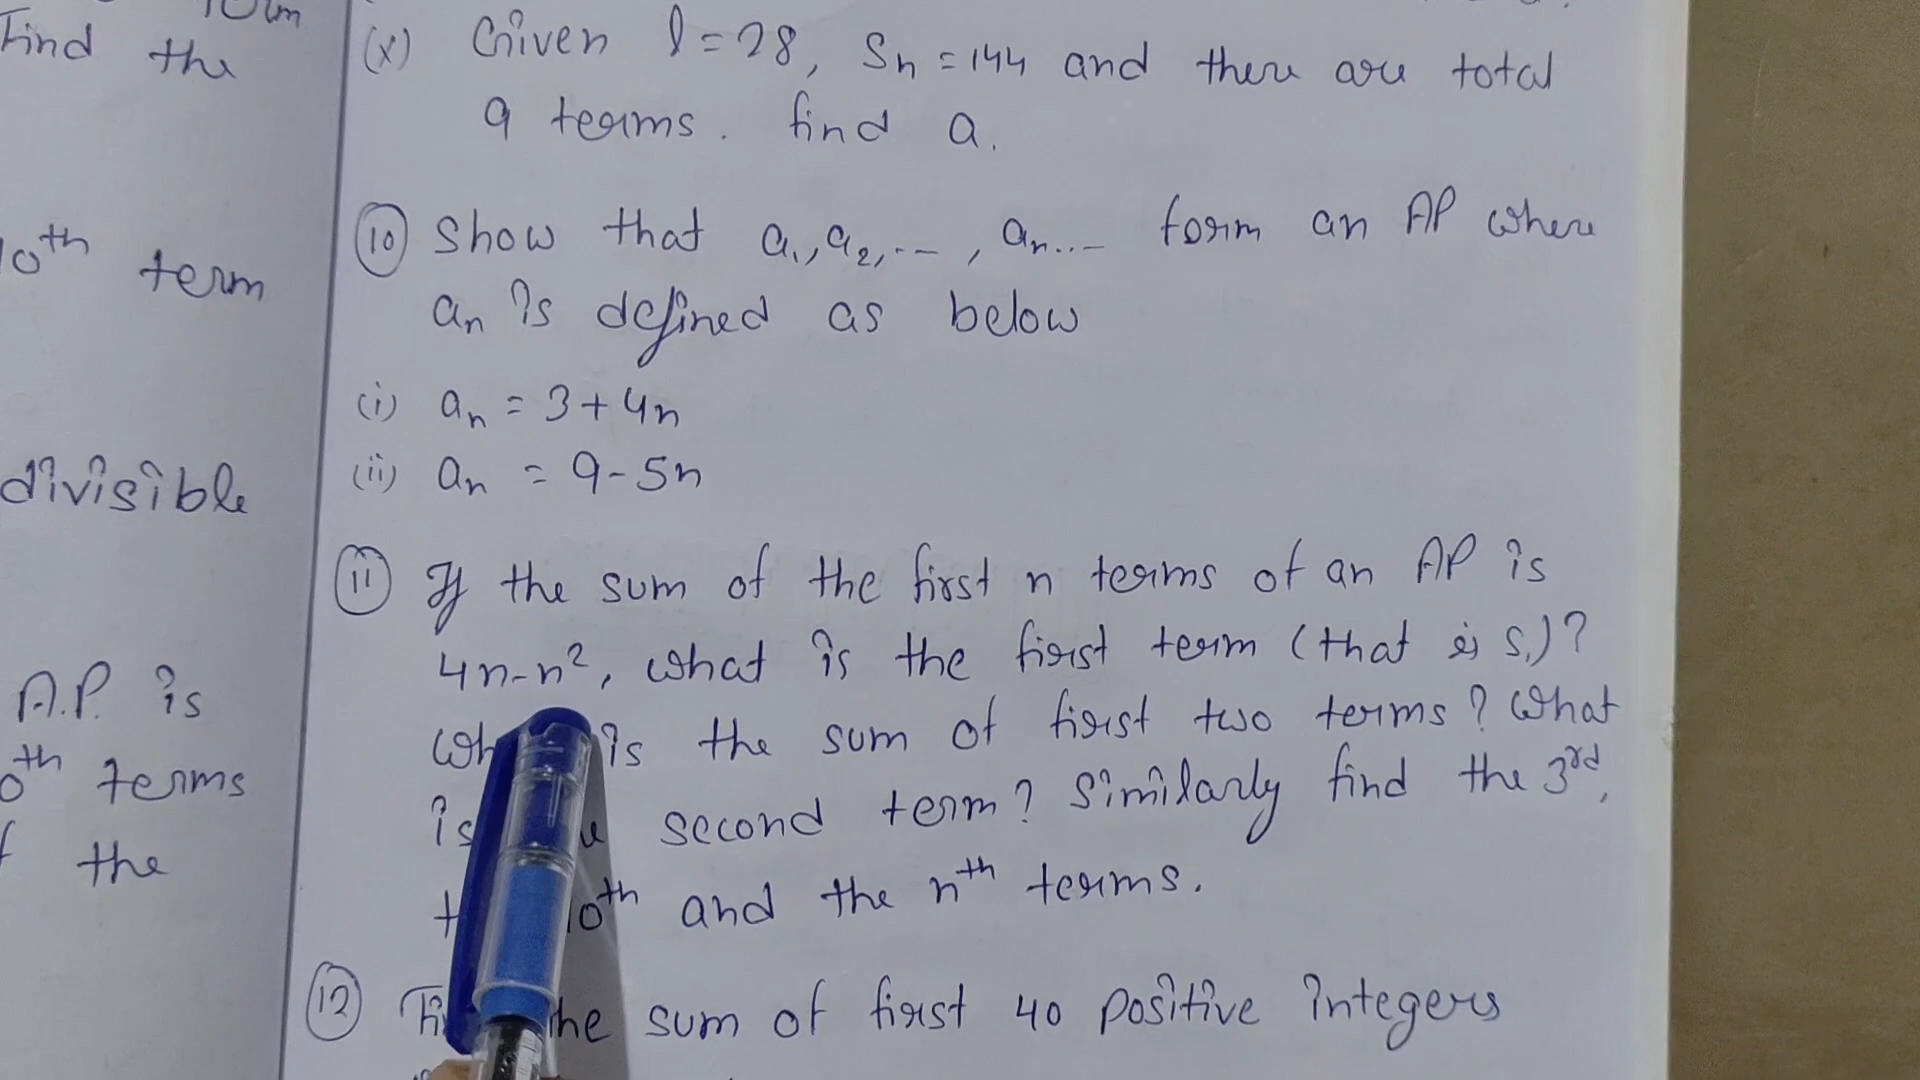 Find the
10th term
divisible
A.P. is
terms
the
(x) Given l=28, Sn=144 and there are total
9 terms. find a.
(10) Show that a1, a2, ..., an... form an AP where
an is defined as below
(i) an = 3+4n
(ii) an = 9-5n
(11) If the sum of the first n terms of an AP is
4n-n², what is the first term (that is S1)?
is the sum of first two terms? What
is second term? Similarly find the 3rd,
and the nth terms.
(12) the sum of first 40 positive integers